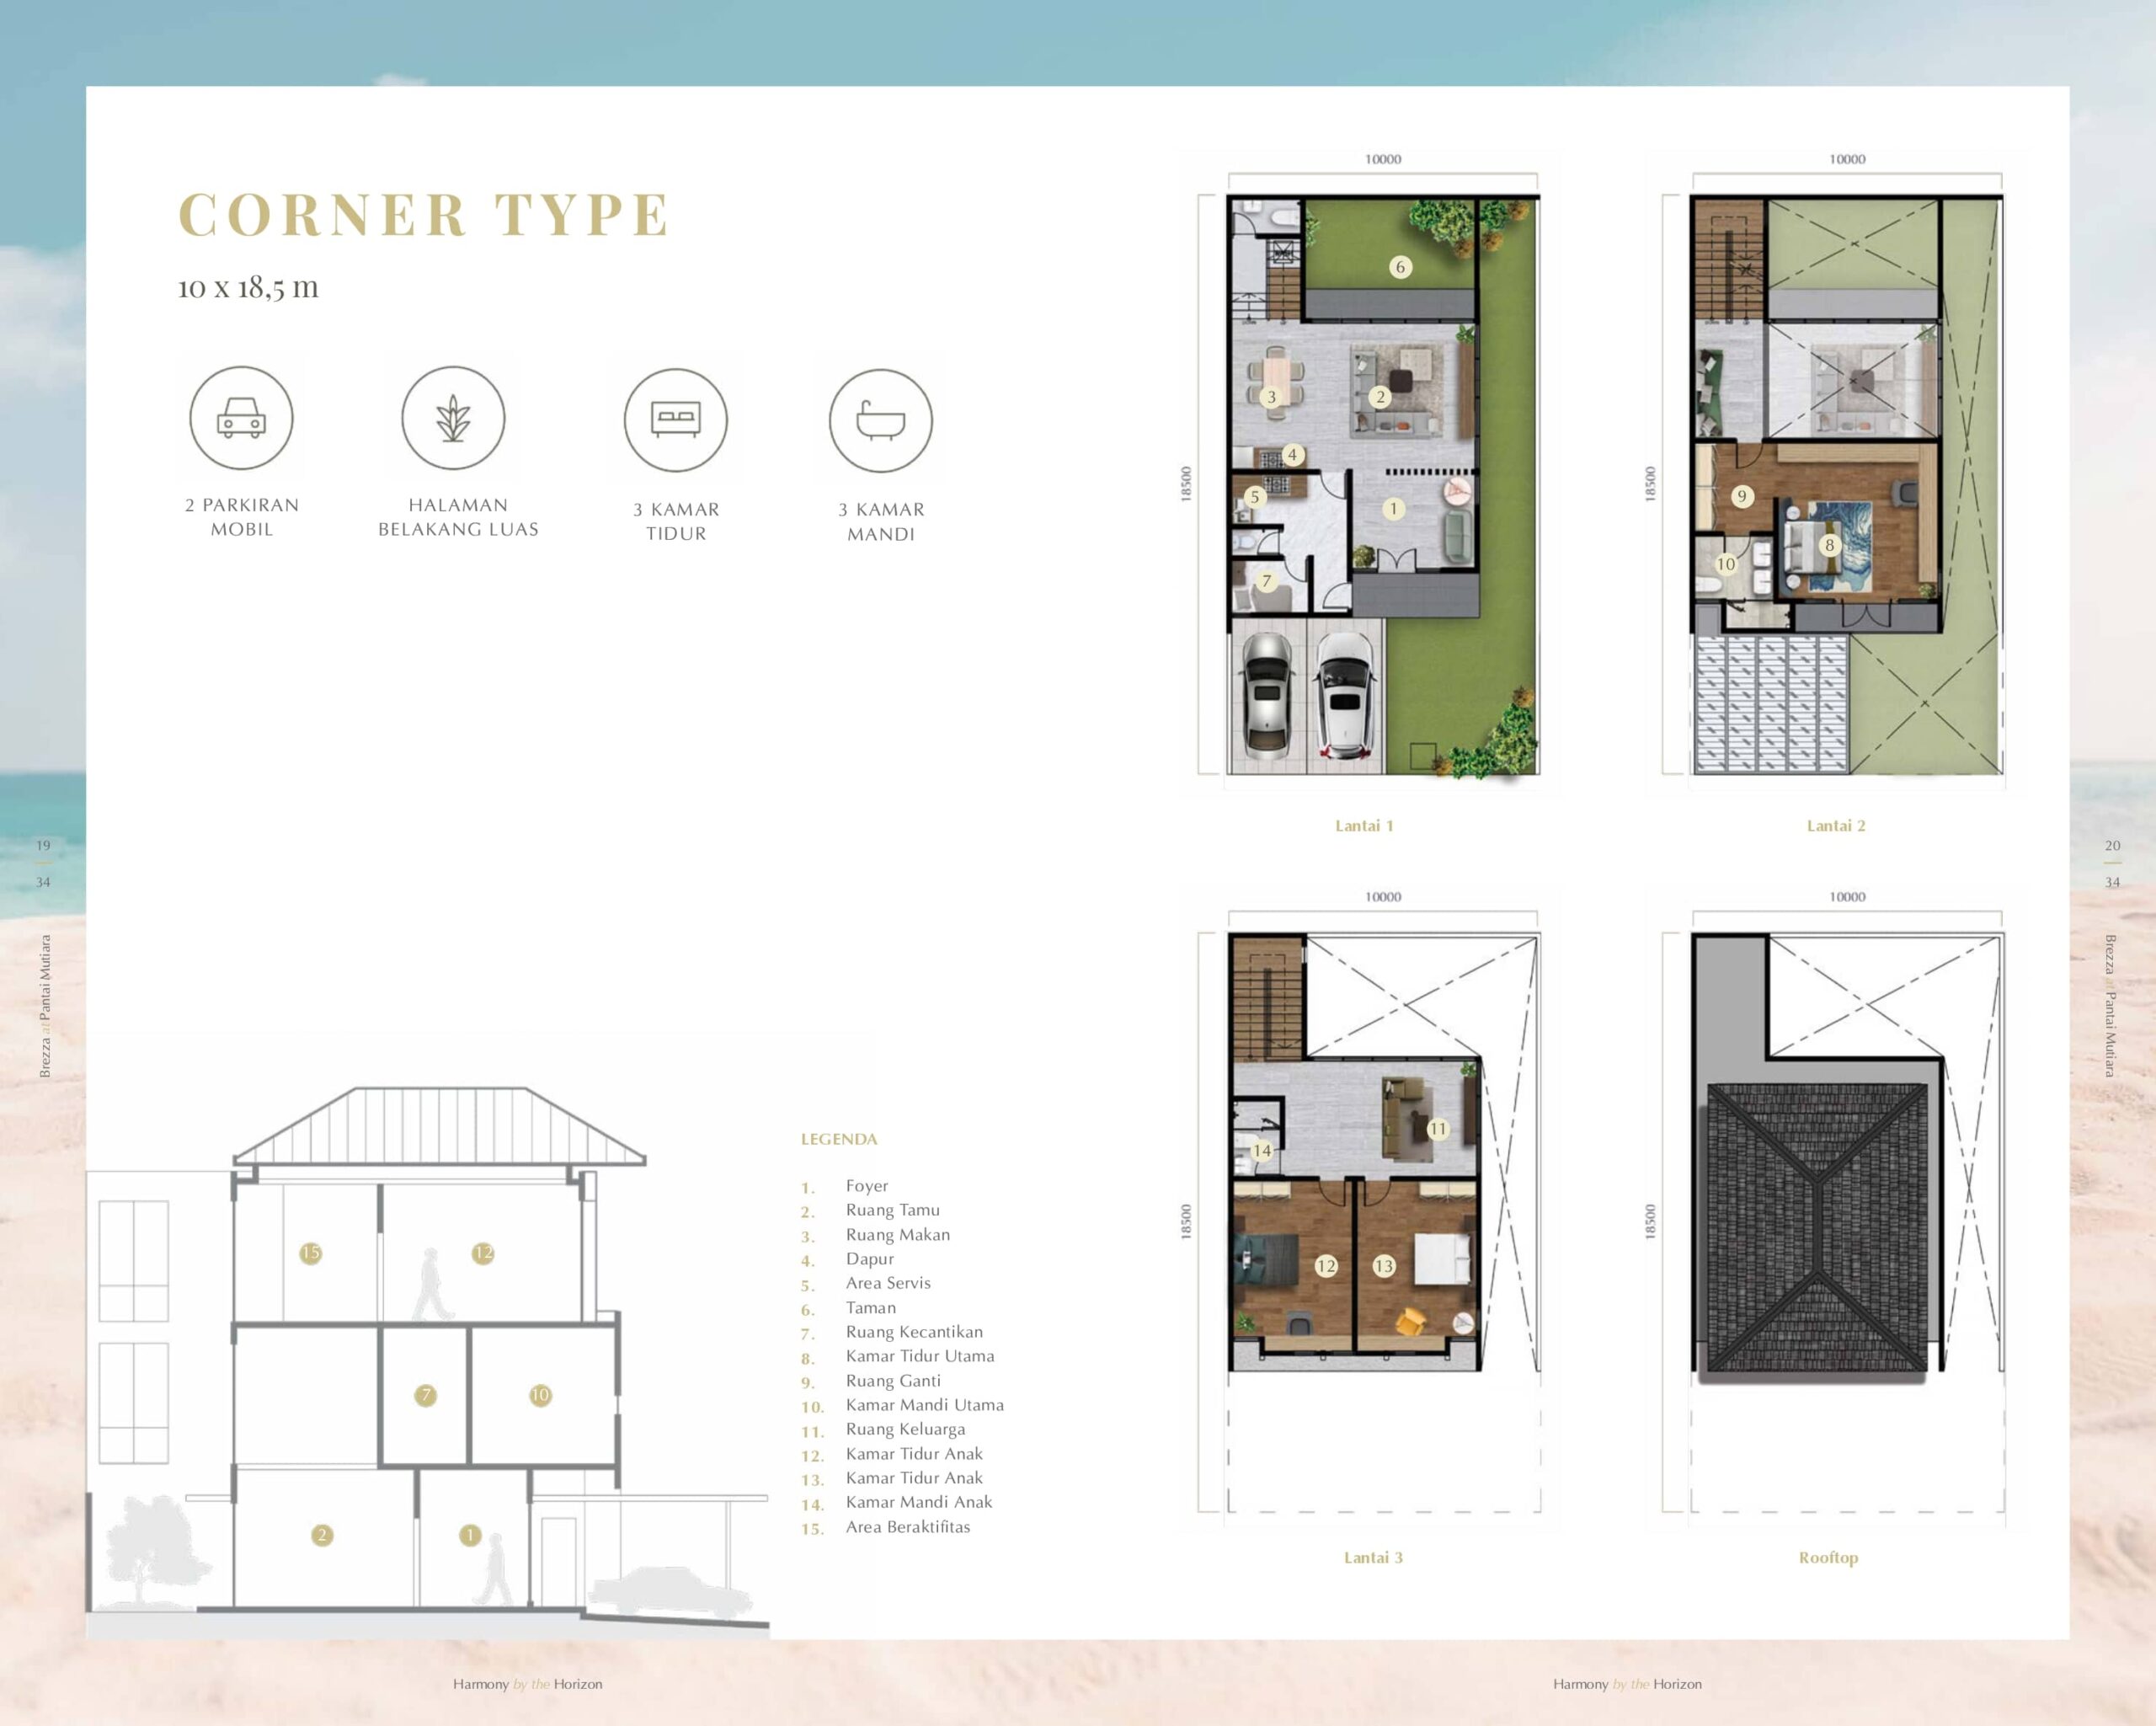 CORNER TYPE
10 x 18,5 m
2 PARKIRAN
MOBIL
HALAMAN
BELAKANG LUAS
3 KAMAR
TIDUR
3 KAMAR
MANDI
19
34
Brezza at Pantai Mutiara
15
12
7
10
2
1
LEGENDA
1. Foyer
2. Ruang Tamu
3. Ruang Makan
4. Dapur
5. Area Servis
6. Taman
7. Ruang Kecantikan
8. Kamar Tidur Utama
9. Ruang Ganti
10. Kamar Mandi Utama
11. Ruang Keluarga
12. Kamar Tidur Anak
13. Kamar Tidur Anak
14. Kamar Mandi Anak
15. Area Beraktifitas
Harmony by the Horizon
10000
18500
6
3
2
4
5
1
7
Lantai 1
10000
18500
9
8
10
Lantai 2
10000
18500
11
14
12
13
Lantai 3
10000
18500
Rooftop
20
34
Brezza at Pantai Mutiara
Harmony by the Horizon